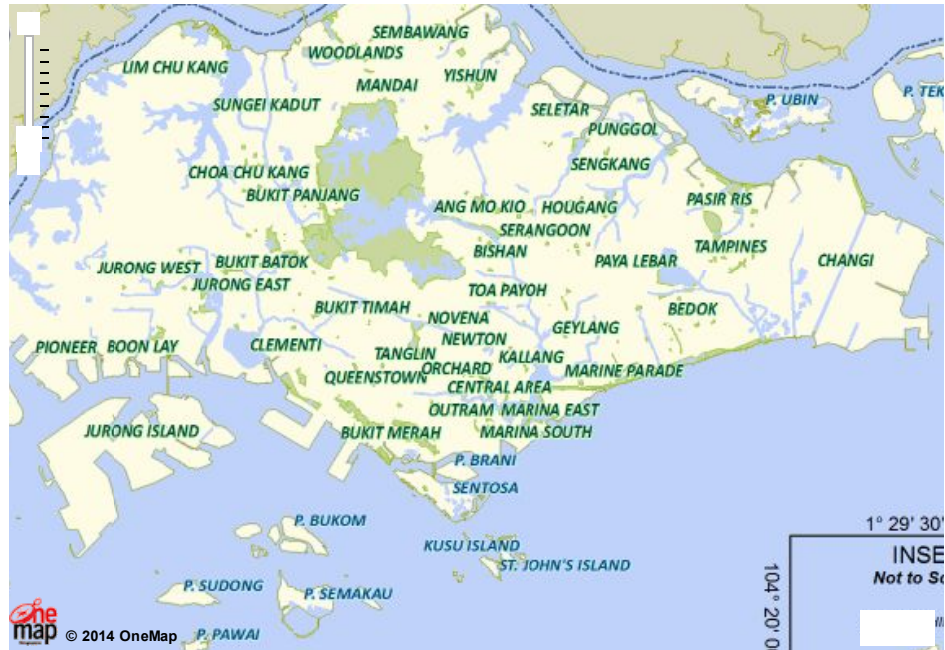 SEMBAWANG
WOODLANDS
LIM CHU KANG
YISHUN
MANDAI
P. UBIN
P. TEK
SUNGEI KADUT
SELETAR
PUNGGOL
SENGKANG
CHOA CHU KANG
BUKIT PANJANG
PASIR RIS
ANG MO KIO
HOUGANG
SERANGOON
TAMPINES
BISHAN
PAYA LEBAR
CHANGI
JURONG WEST
BUKIT BATOK
JURONG EAST
TOA PAYOH
BUKIT TIMAH
BEDOK
NOVENA
GEYLANG
NEWTON
PIONEER
BOON LAY
CLEMENTI
TANGLIN
KALLANG
ORCHARD
MARINE PARADE
QUEENSTOWN
CENTRAL AREA
OUTRAM
MARINA EAST
JURONG ISLAND
BUKIT MERAH
MARINA SOUTH
P. BRANI
SENTOSA
P. BUKOM
1° 29' 30'
KUSU ISLAND
INSE
ST. JOHN'S ISLAND
Not to Sc
104° 20' 0
P. SUDONG
P. SEMAKAU
One
map © 2014 OneMap
P. PAWAI